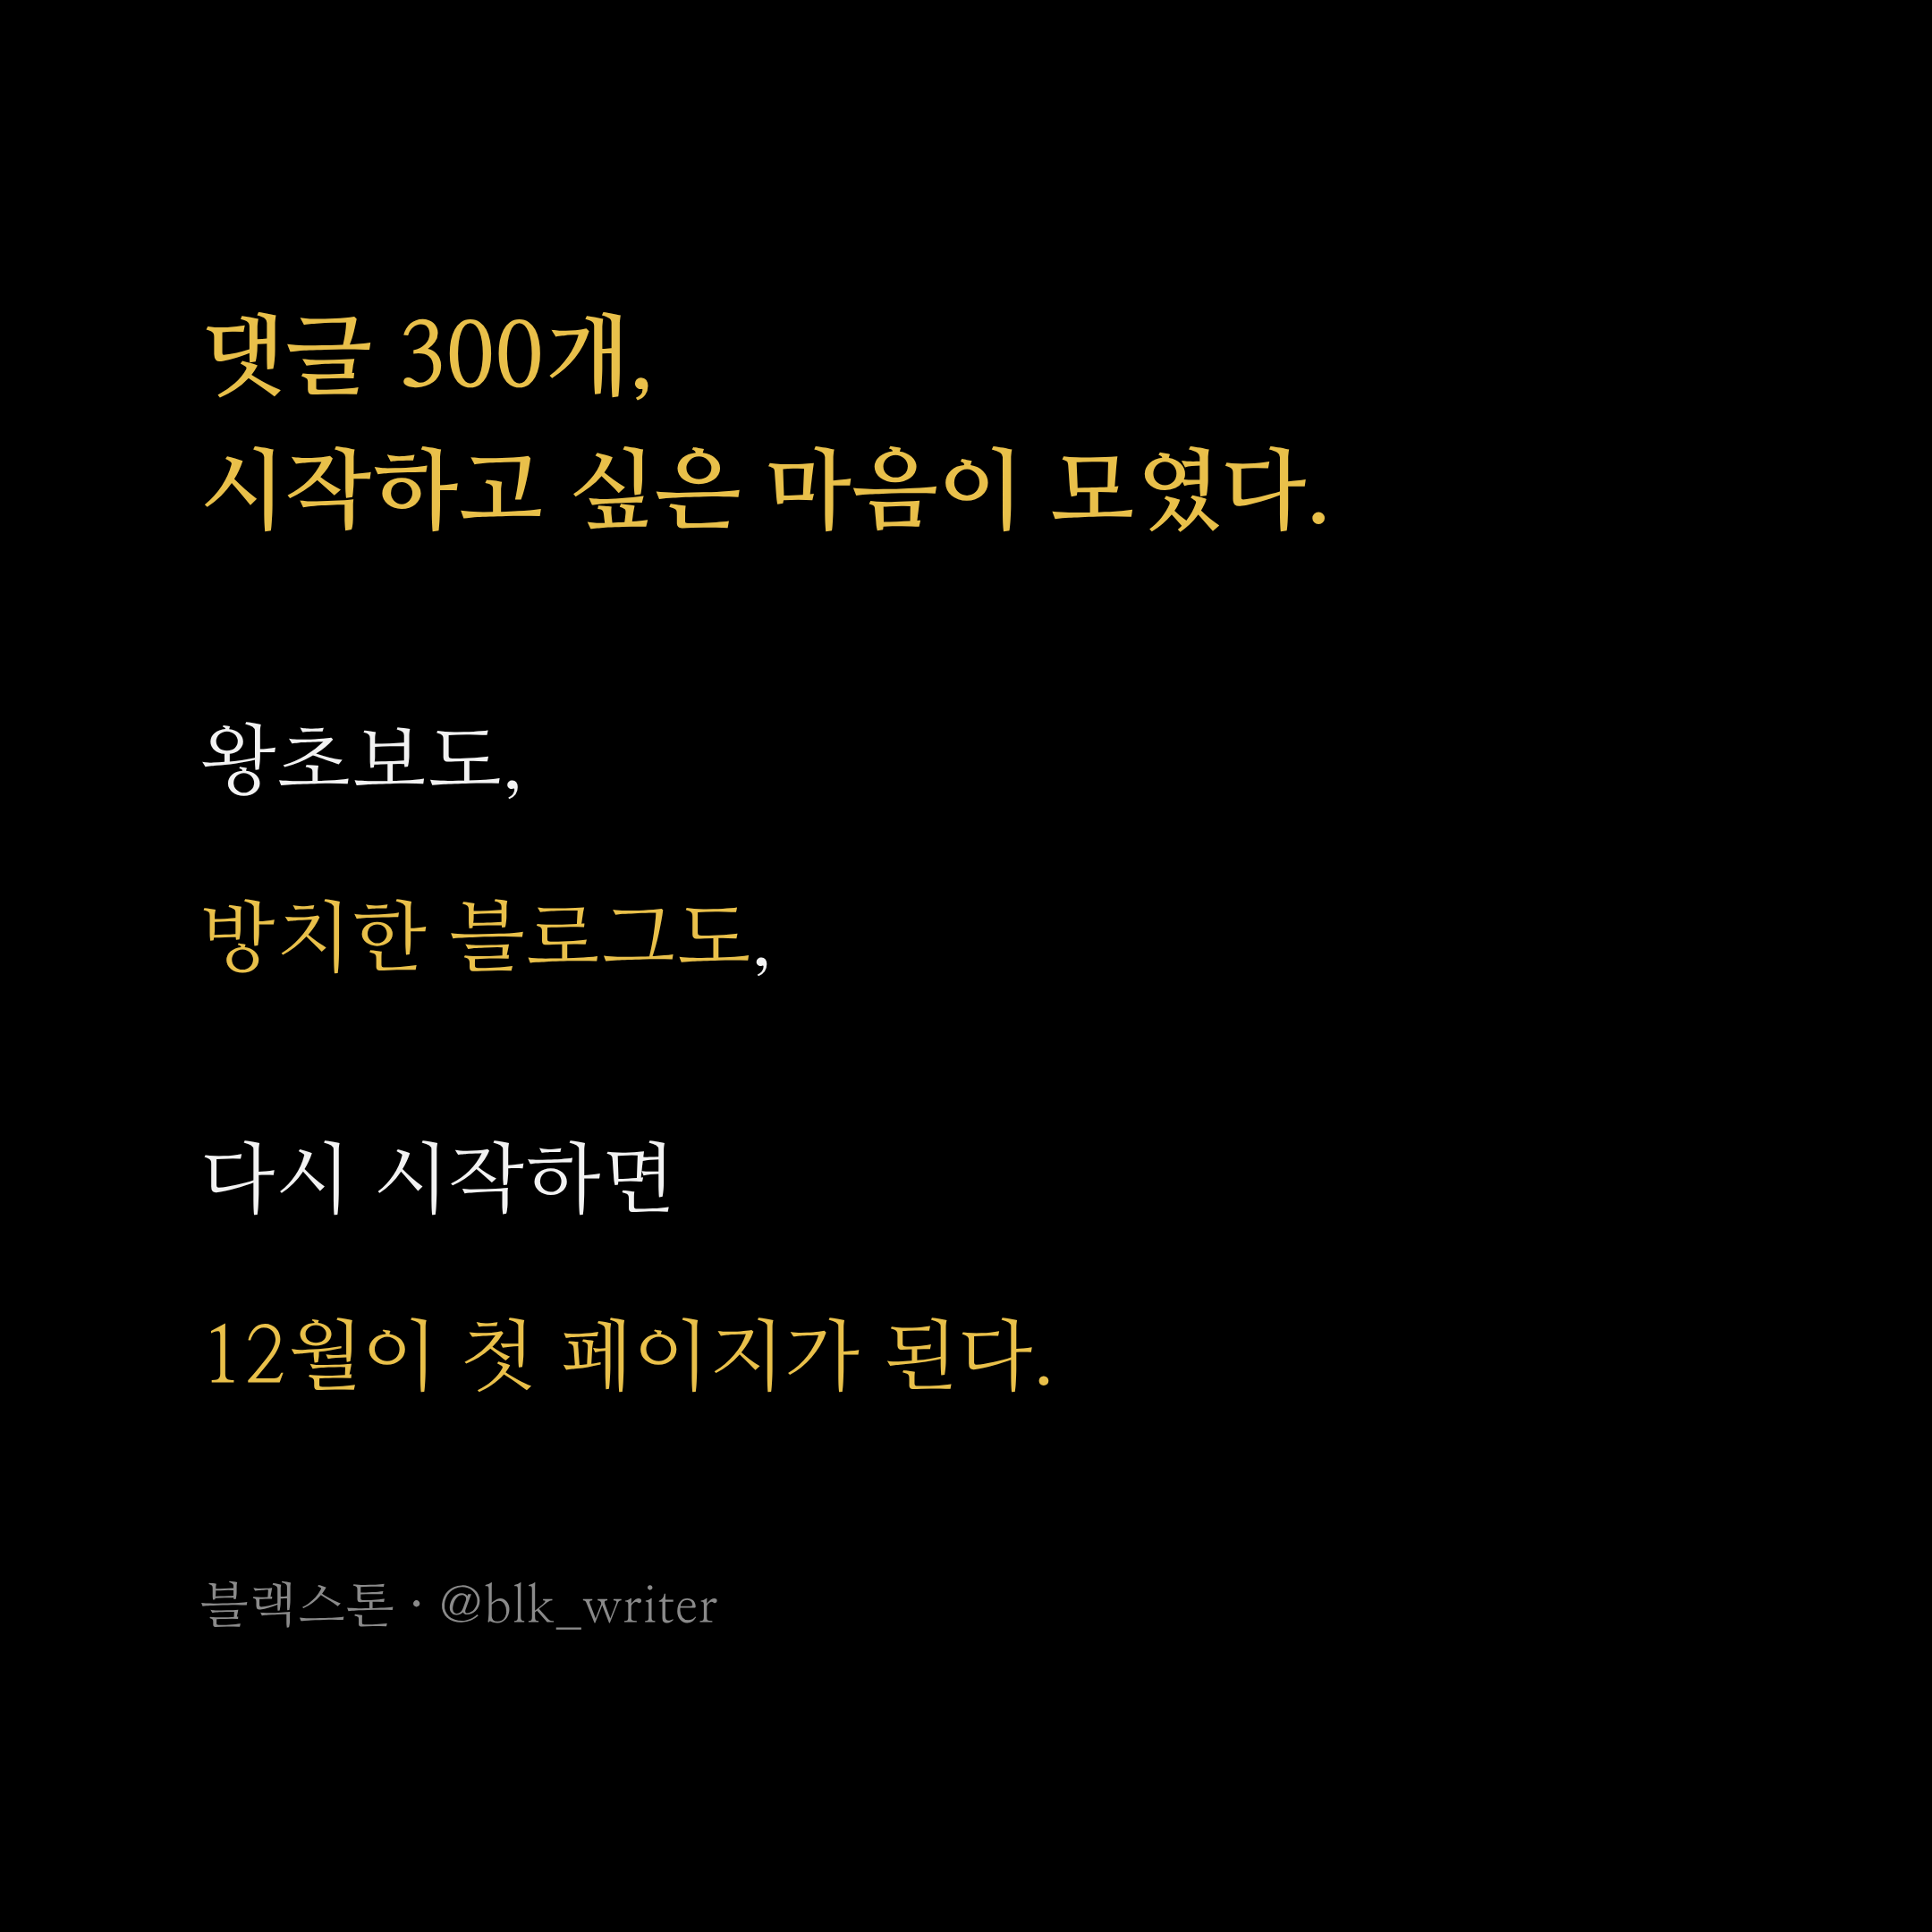 댓글 300개,
시작하고 싶은 마음이 모였다.
왕초보도,
방치한 블로그도,
다시 시작하면
12월이 첫 페이지가 된다.
블랙스톤 · @blk_writer